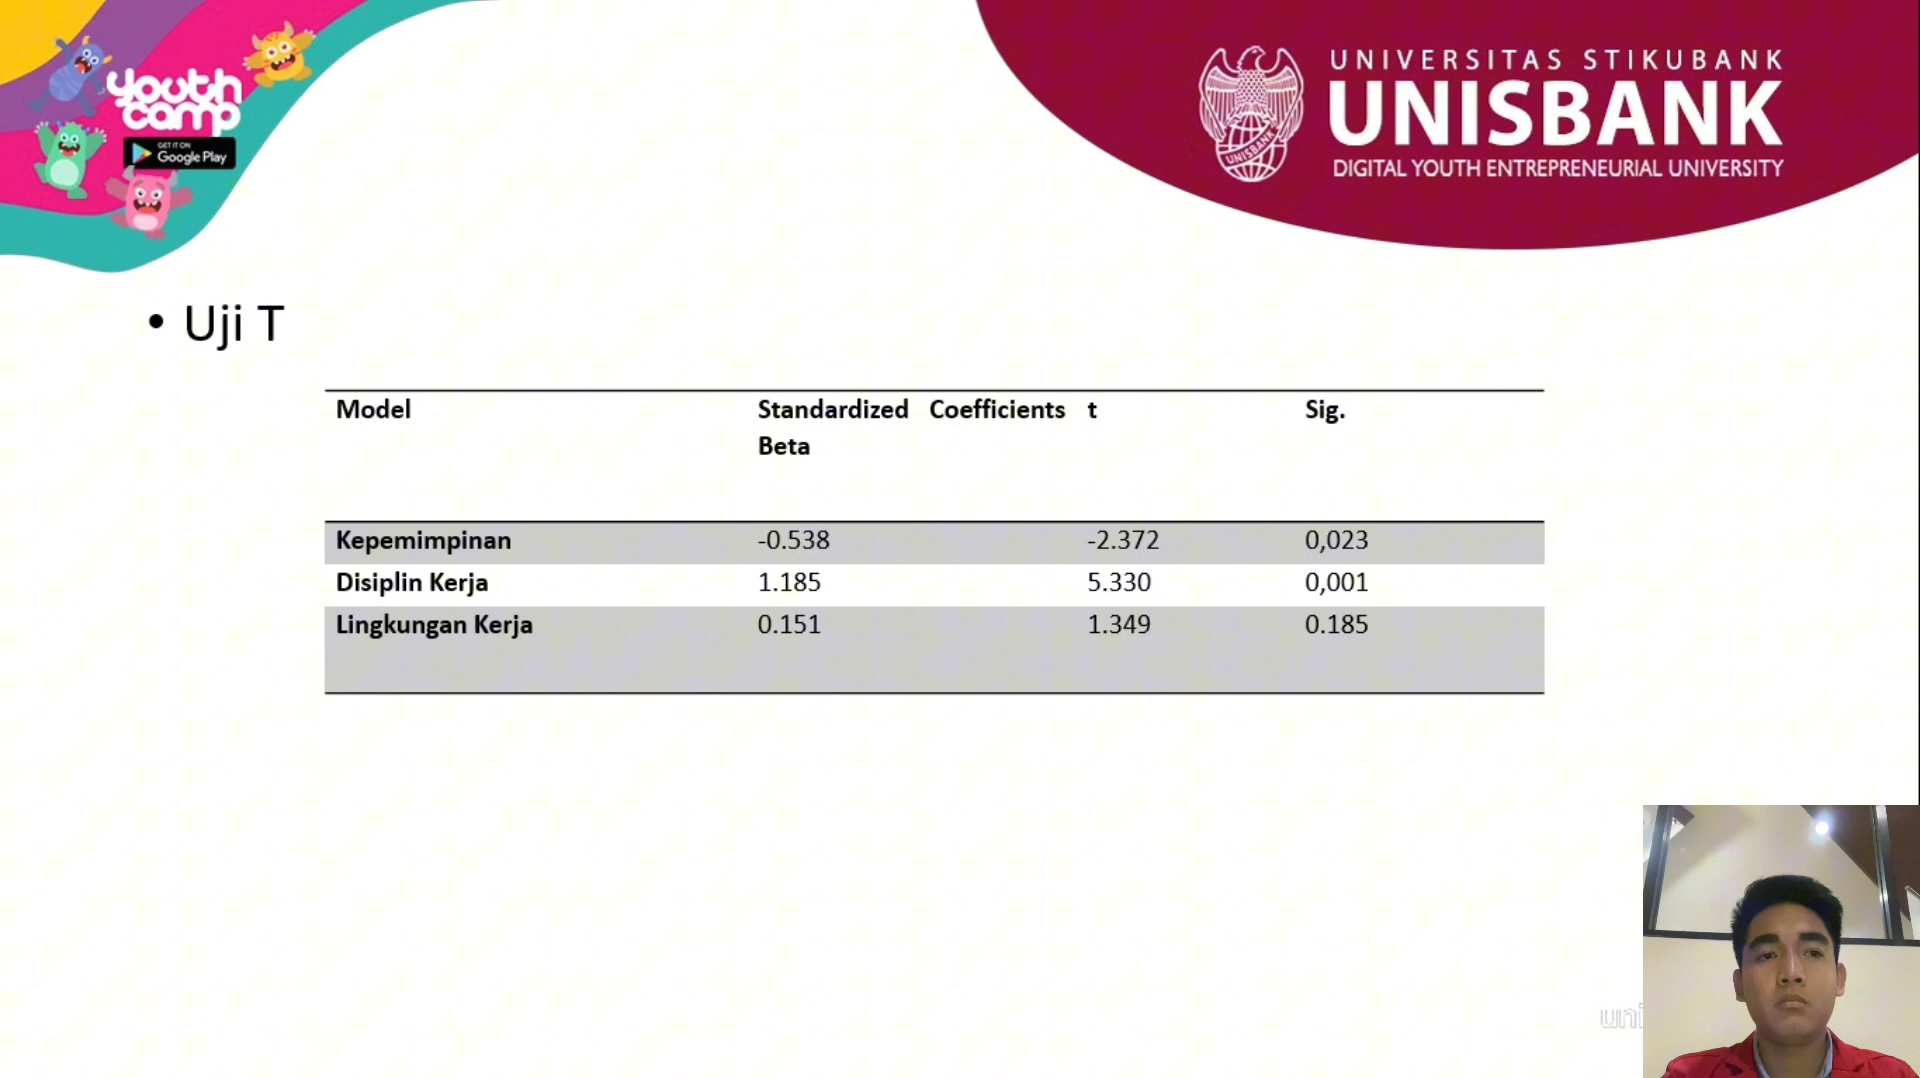 youth
camp
GET IT ON
Google Play
UNIVERSITAS STIKUBANK
UNISBANK
DIGITAL YOUTH ENTREPRENEURIAL UNIVERSITY
UNISBANK
• Uji T
Model Standardized Coefficients t Sig.
Beta
Kepemimpinan -0.538 -2.372 0,023
Disiplin Kerja 1.185 5.330 0,001
Lingkungan Kerja 0.151 1.349 0.185